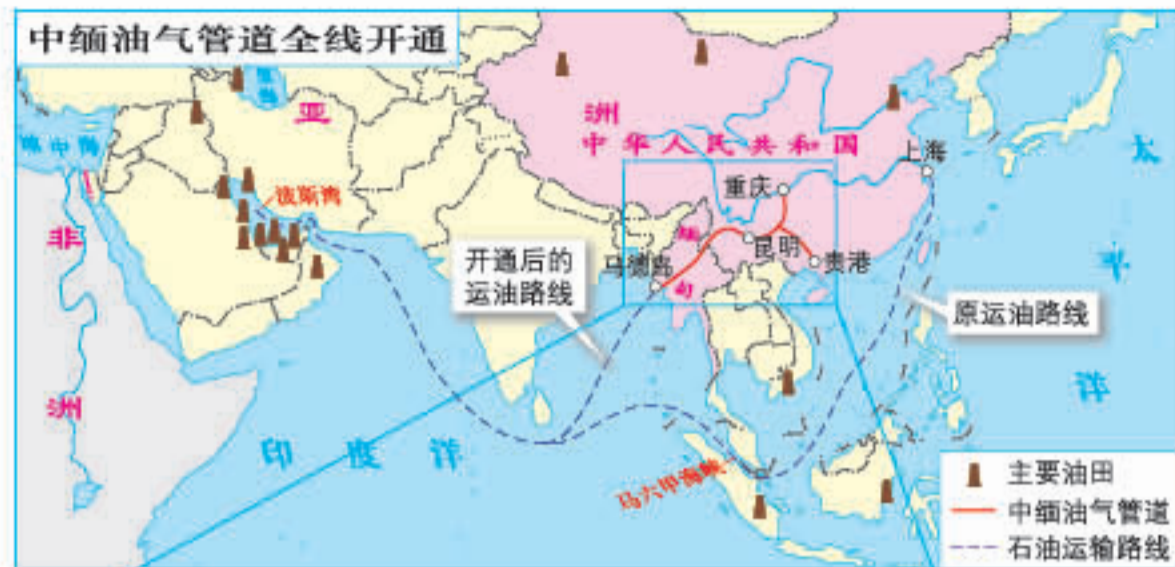 中缅油气管道全线开通
亚
洲
中华人民共和国
地中海
波斯湾
上海
重庆
太
平
洋
非
洲
缅
甸
昆明
贵港
马德岛
开通后的
运油路线
原运油路线
印度洋
马六甲海峡
主要油田
中缅油气管道
石油运输路线